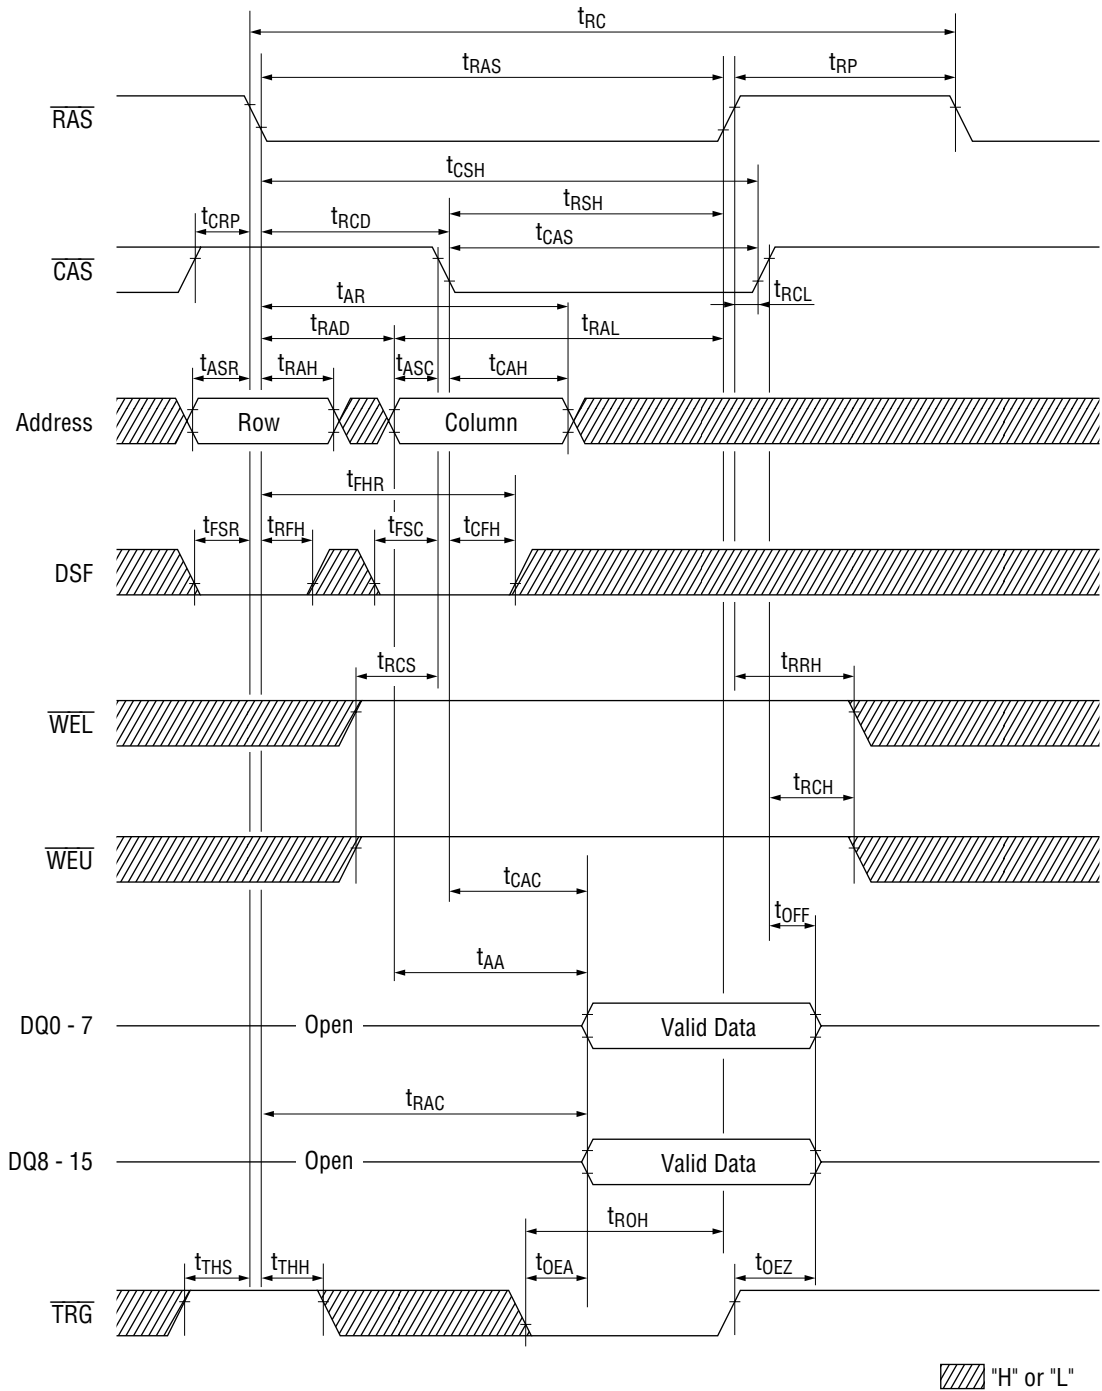 tRC
tRAS tRP
RAS
tCSH
tRSH
tCRP tRCD
tCAS
CAS
tRCL
tAR
tRAD tRAL
tASR tRAH tASC tCAH
Address Row Column
tFHR
tFSR tRFH tFSC tCFH
DSF
tRCS tRRH
WEL
tRCH
WEU
tCAC
tOFF
tAA
DQ0 - 7 Open Valid Data
tRAC
DQ8 - 15 Open Valid Data
tROH
tTHS tTHH tOEA tOEZ
TRG
"H" or "L"